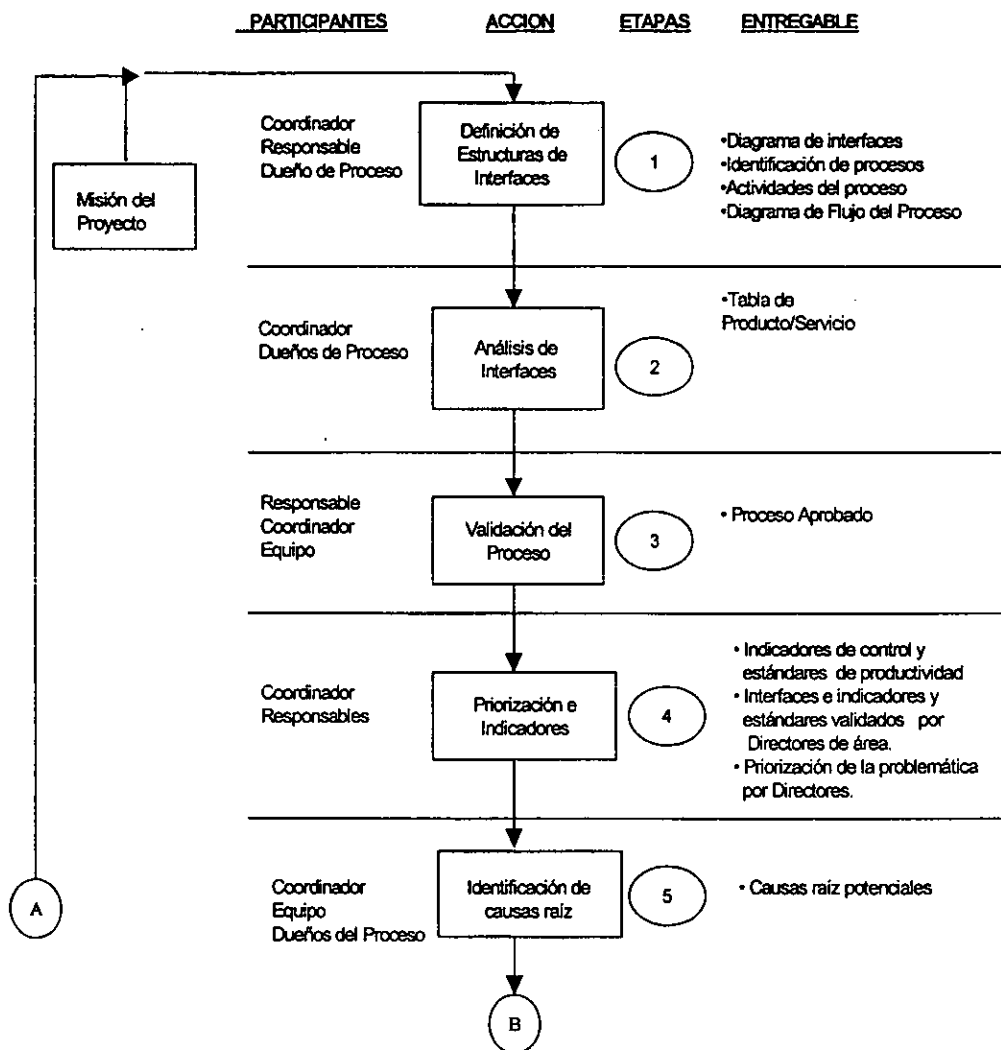 PARTICIPANTES ACCION ETAPAS ENTREGABLE
Misión del
Proyecto
Coordinador
Responsable
Dueño de Proceso
Definición de
Estructuras de
Interfaces
1
•Diagrama de interfaces
•Identificación de procesos
•Actividades del proceso
•Diagrama de Flujo del Proceso
Coordinador
Dueños de Proceso
Análisis de
Interfaces
2
•Tabla de
Producto/Servicio
Responsable
Coordinador
Equipo
Validación del
Proceso
3
• Proceso Aprobado
Coordinador
Responsables
Priorización e
Indicadores
4
• Indicadores de control y
estándares de productividad
• Interfaces e indicadores y
estándares validados por
Directores de área.
• Priorización de la problemática
por Directores.
A
Coordinador
Equipo
Dueños del Proceso
Identificación de
causas raíz
5
• Causas raíz potenciales
B